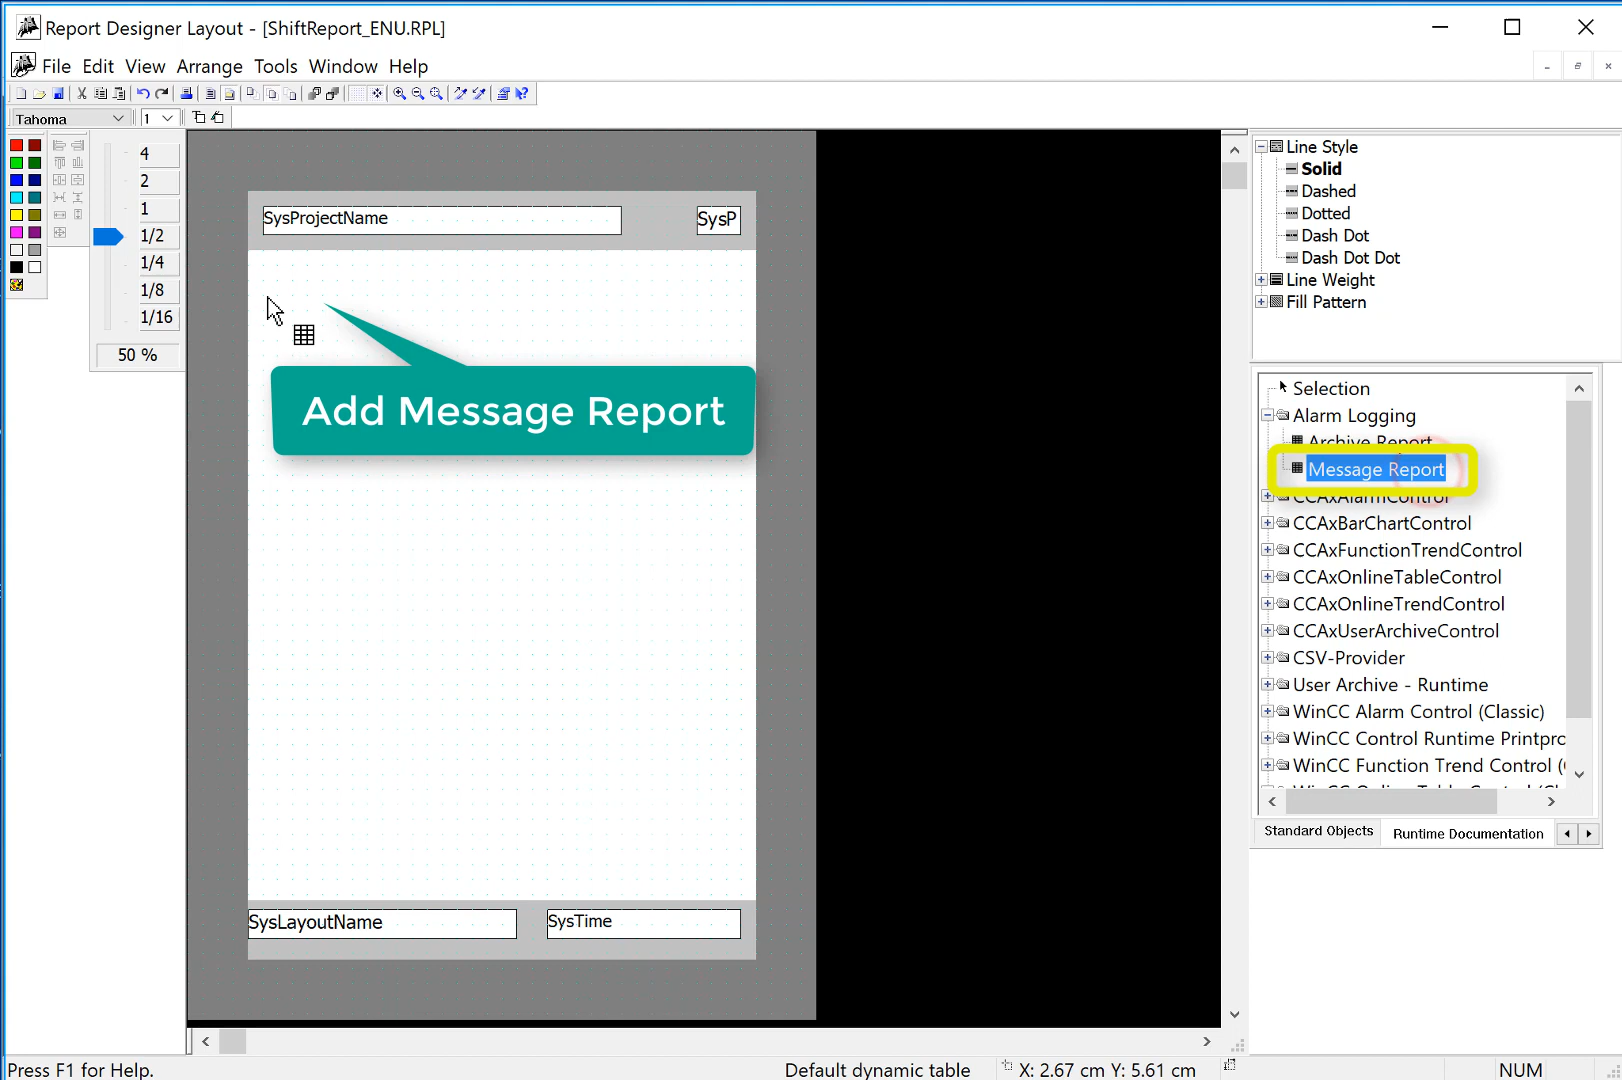 Report Designer Layout - [ShiftReport_ENU.RPL]
File Edit View Arrange Tools Window Help
Tahoma 1
4
2
1
1/2
1/4
1/8
1/16
50 %
SysProjectName
SysP
Add Message Report
SysLayoutName
SysTime
Line Style
Solid
Dashed
Dotted
Dash Dot
Dash Dot Dot
Line Weight
Fill Pattern
Selection
Alarm Logging
Archive Report
Message Report
CCAxAlarmControl
CCAxBarChartControl
CCAxFunctionTrendControl
CCAxOnlineTableControl
CCAxOnlineTrendControl
CCAxUserArchiveControl
CSV-Provider
User Archive - Runtime
WinCC Alarm Control (Classic)
WinCC Control Runtime Printpro
WinCC Function Trend Control (
Standard Objects
Runtime Documentation
Press F1 for Help.
Default dynamic table
X: 2.67 cm Y: 5.61 cm
NUM